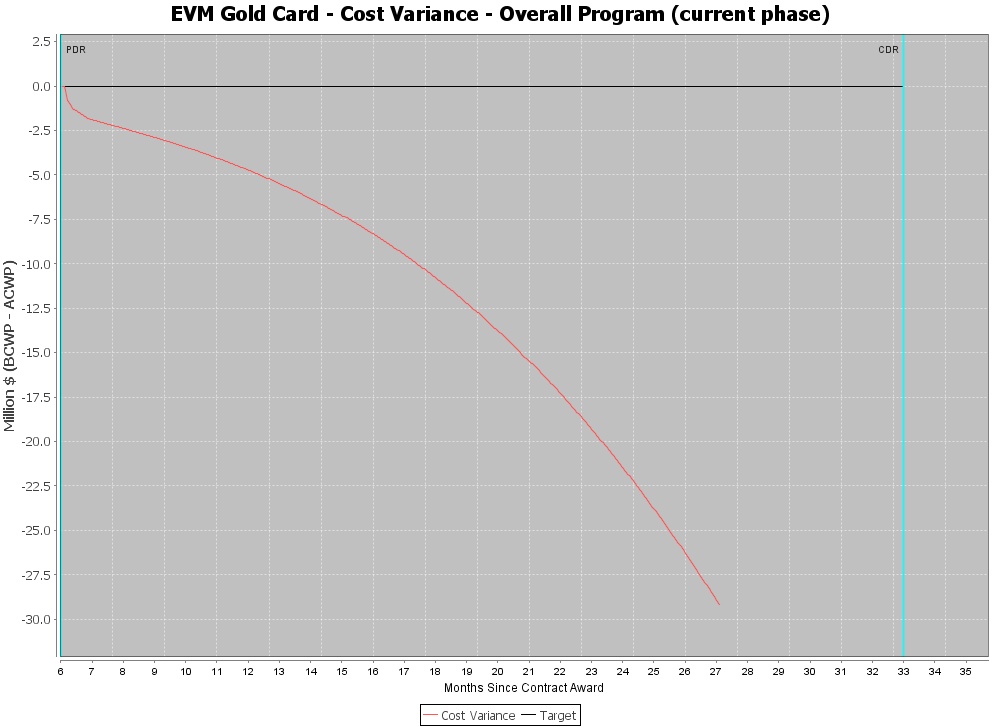 EVM Gold Card - Cost Variance - Overall Program (current phase)
PDR
CDR
2.5
0.0
-2.5
-5.0
-7.5
-10.0
-12.5
-15.0
-17.5
-20.0
-22.5
-25.0
-27.5
-30.0
Million $ (BCWP - ACWP)
6 7 8 9 10 11 12 13 14 15 16 17 18 19 20 21 22 23 24 25 26 27 28 29 30 31 32 33 34 35
Months Since Contract Award
Cost Variance Target